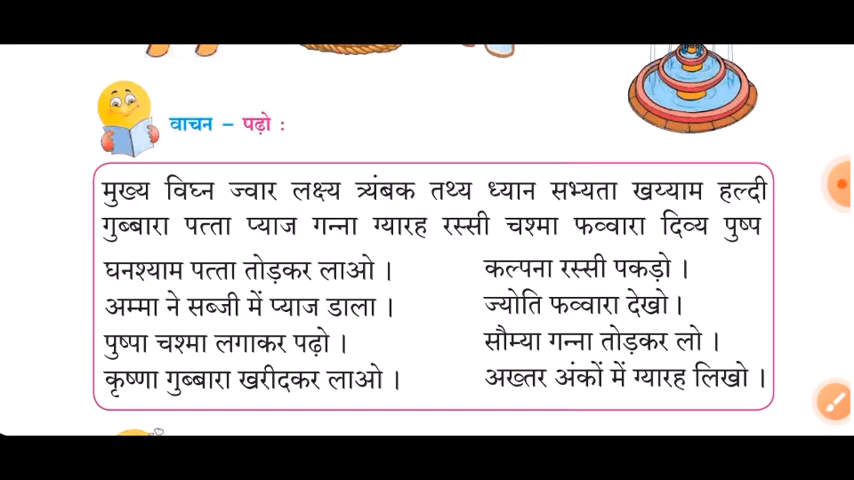 वाचन – पढ़ो :
मुख्य विघ्न ज्वार लक्ष्य त्र्यंबक तथ्य ध्यान सभ्यता खय्याम हल्दी
गुब्बारा पत्ता प्याज गन्ना ग्यारह रस्सी चश्मा फव्वारा दिव्य पुष्प
घनश्याम पत्ता तोड़कर लाओ ।
अम्मा ने सब्जी में प्याज डाला ।
पुष्पा चश्मा लगाकर पढ़ो ।
कृष्णा गुब्बारा खरीदकर लाओ ।
कल्पना रस्सी पकड़ो ।
ज्योति फव्वारा देखो ।
सौम्या गन्ना तोड़कर लो ।
अख्तर अंकों में ग्यारह लिखो ।